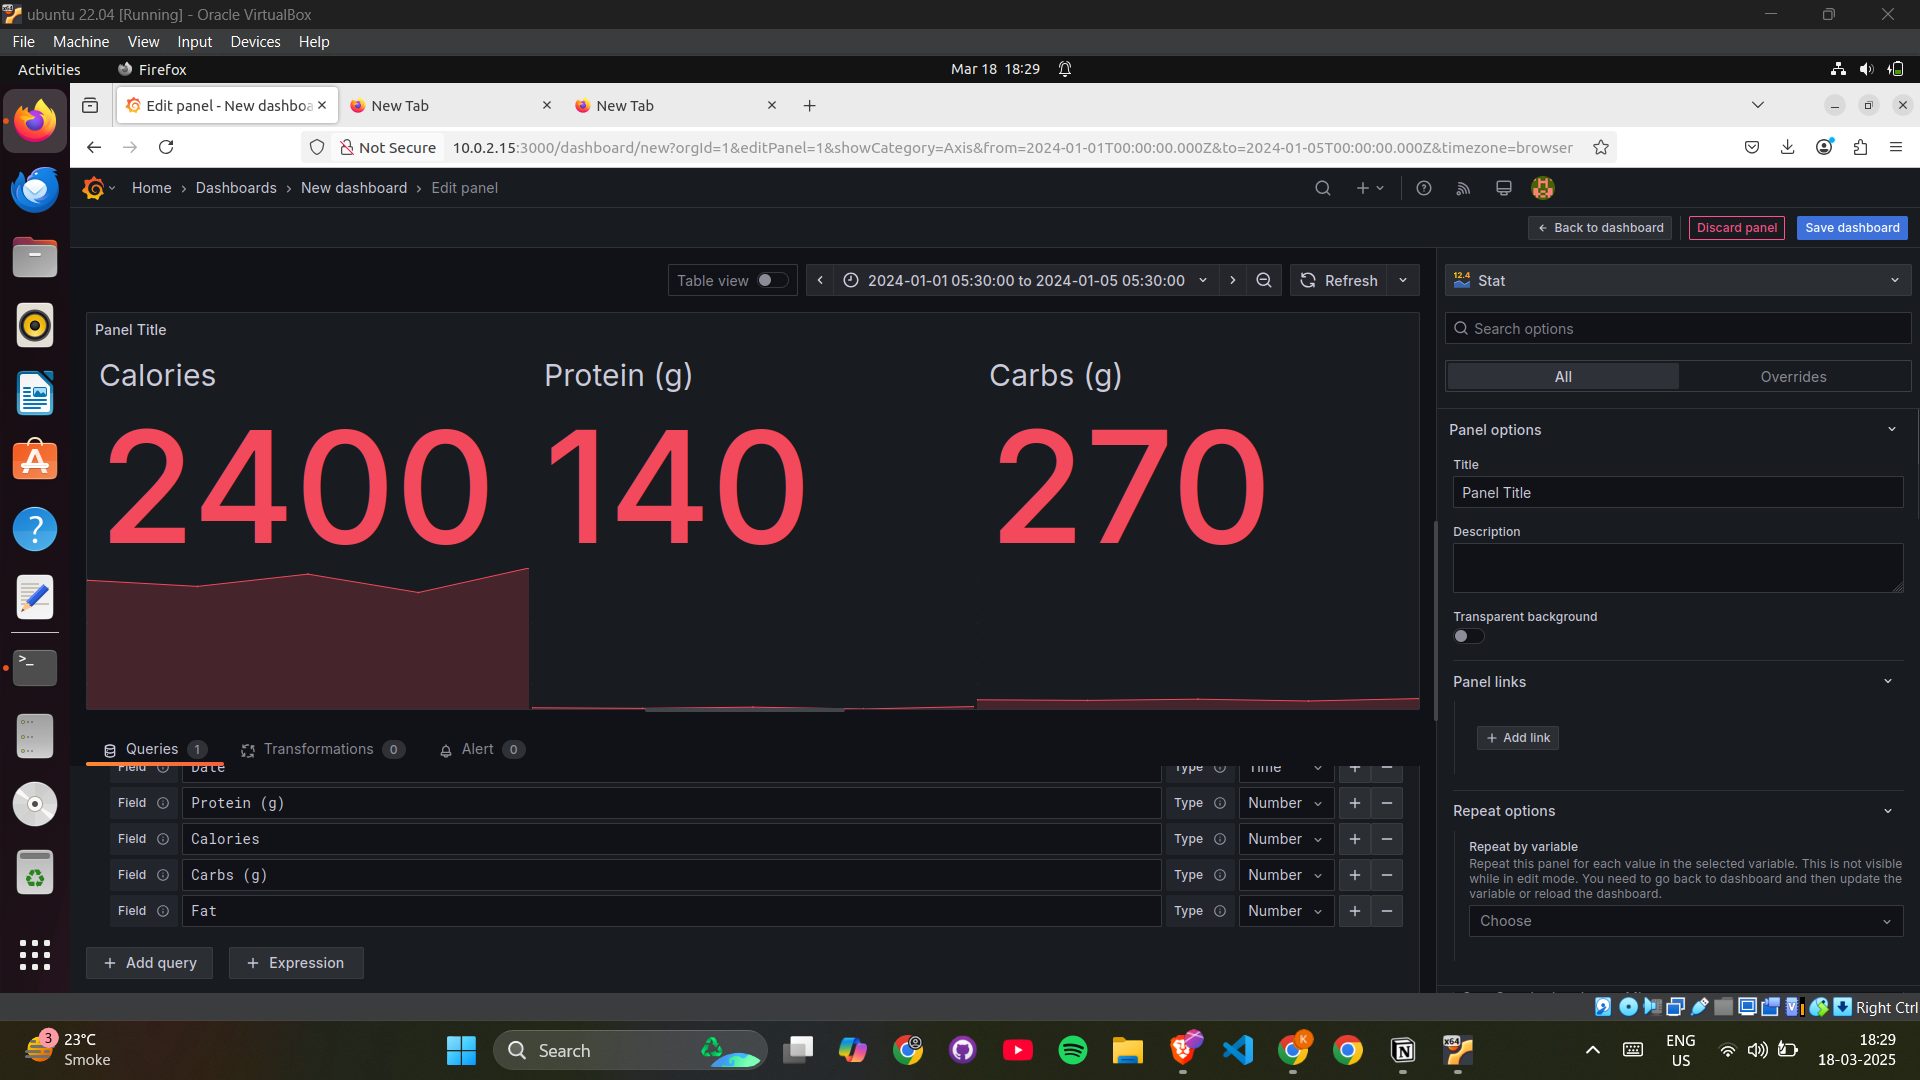 ubuntu 22.04 [Running] - Oracle VirtualBox
File Machine View Input Devices Help
Activities Firefox Mar 18 18:29
Edit panel - New dashboa New Tab New Tab
Not Secure 10.0.2.15:3000/dashboard/new?orgId=1&editPanel=1&showCategory=Axis&from=2024-01-01T00:00:00.000Z&to=2024-01-05T00:00:00.000Z&timezone=browser
Home › Dashboards › New dashboard › Edit panel
Back to dashboard Discard panel Save dashboard
Table view 2024-01-01 05:30:00 to 2024-01-05 05:30:00 Refresh
12.4 Stat
Search options
All Overrides
Panel Title
Calories Protein (g) Carbs (g)
2400 140 270
Panel options
Title
Panel Title
Description
Transparent background
Panel links
+ Add link
Queries 1 Transformations 0 Alert 0
Field Date Type Time
Field Protein (g) Type Number
Field Calories Type Number
Field Carbs (g) Type Number
Field Fat Type Number
+ Add query + Expression
Repeat options
Repeat by variable
Repeat this panel for each value in the selected variable. This is not visible
while in edit mode. You need to go back to dashboard and then update the
variable or reload the dashboard.
Choose
Right Ctrl
3 23°C
Smoke
Search
K
x64
ENG
US
18:29
18-03-2025